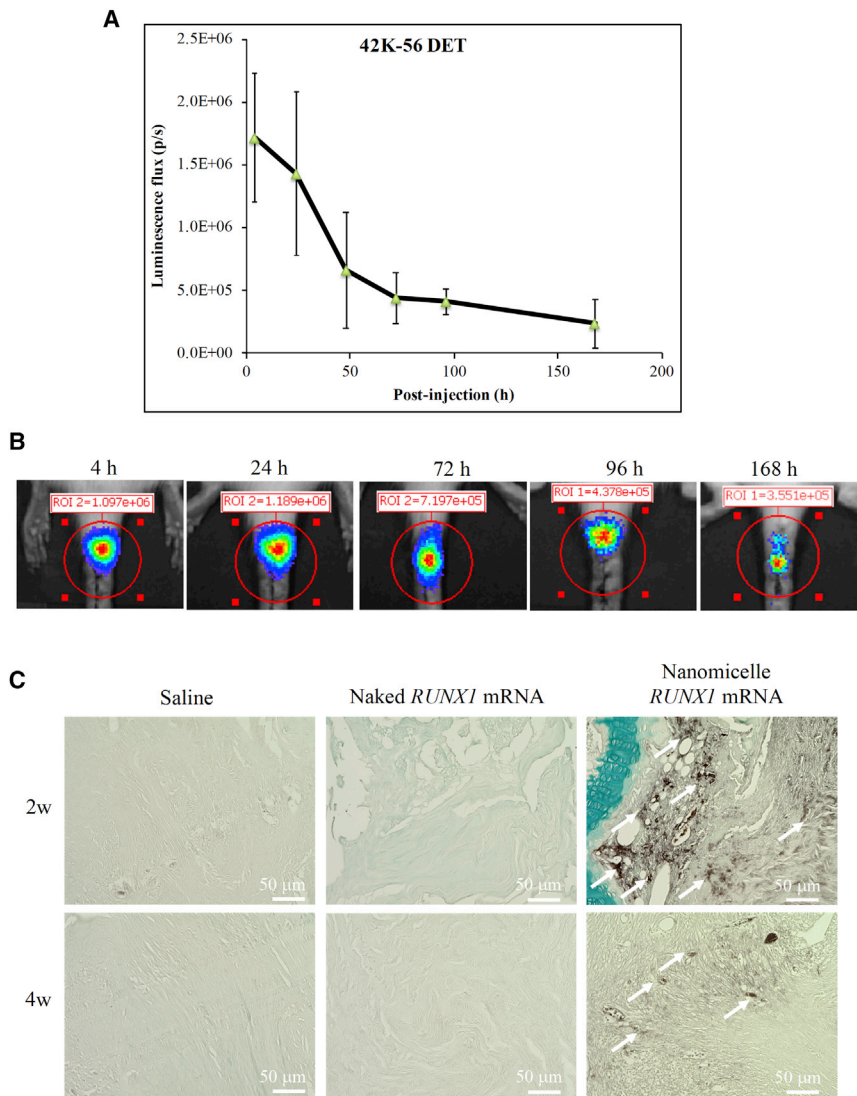 A
42K-56 DET
Luminescence flux (p/s)
2.5E+06
2.0E+06
1.5E+06
1.0E+06
5.0E+05
0.0E+00
0
50
100
150
200
Post-injection (h)
B
4 h
24 h
72 h
96 h
168 h
ROI 2=1.097e+06
ROI 2=1.189e+06
ROI 2=7.197e+05
ROI 1=4.378e+05
ROI 1=3.551e+05
C
Saline
Naked RUNX1 mRNA
Nanomicelle
RUNX1 mRNA
2w
50 μm
50 μm
50 μm
4w
50 μm
50 μm
50 μm